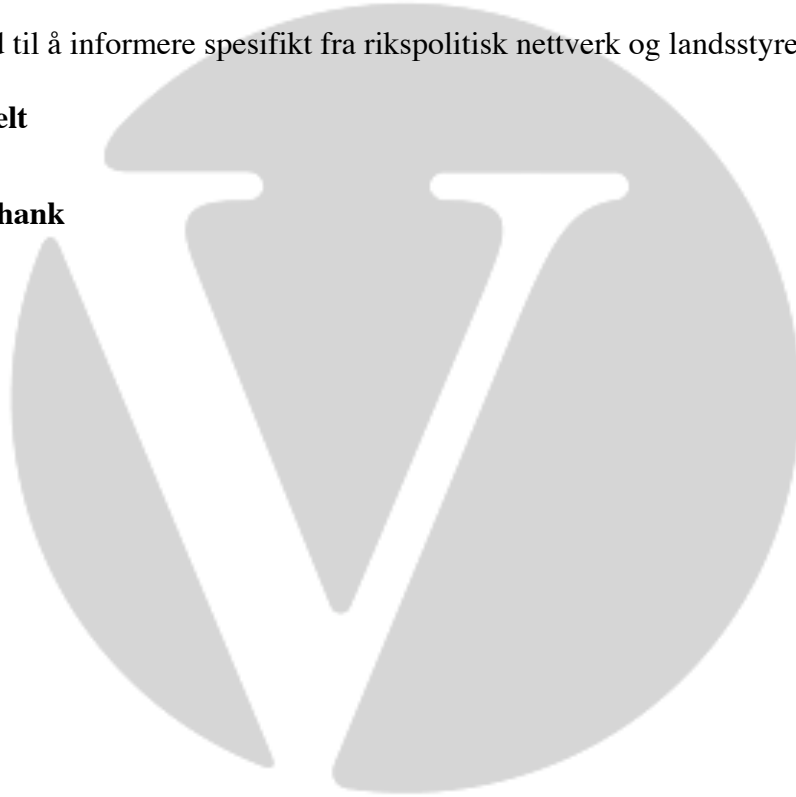 til å informere spesifikt fra rikspolitisk nettverk og landsstyre
elt
hank